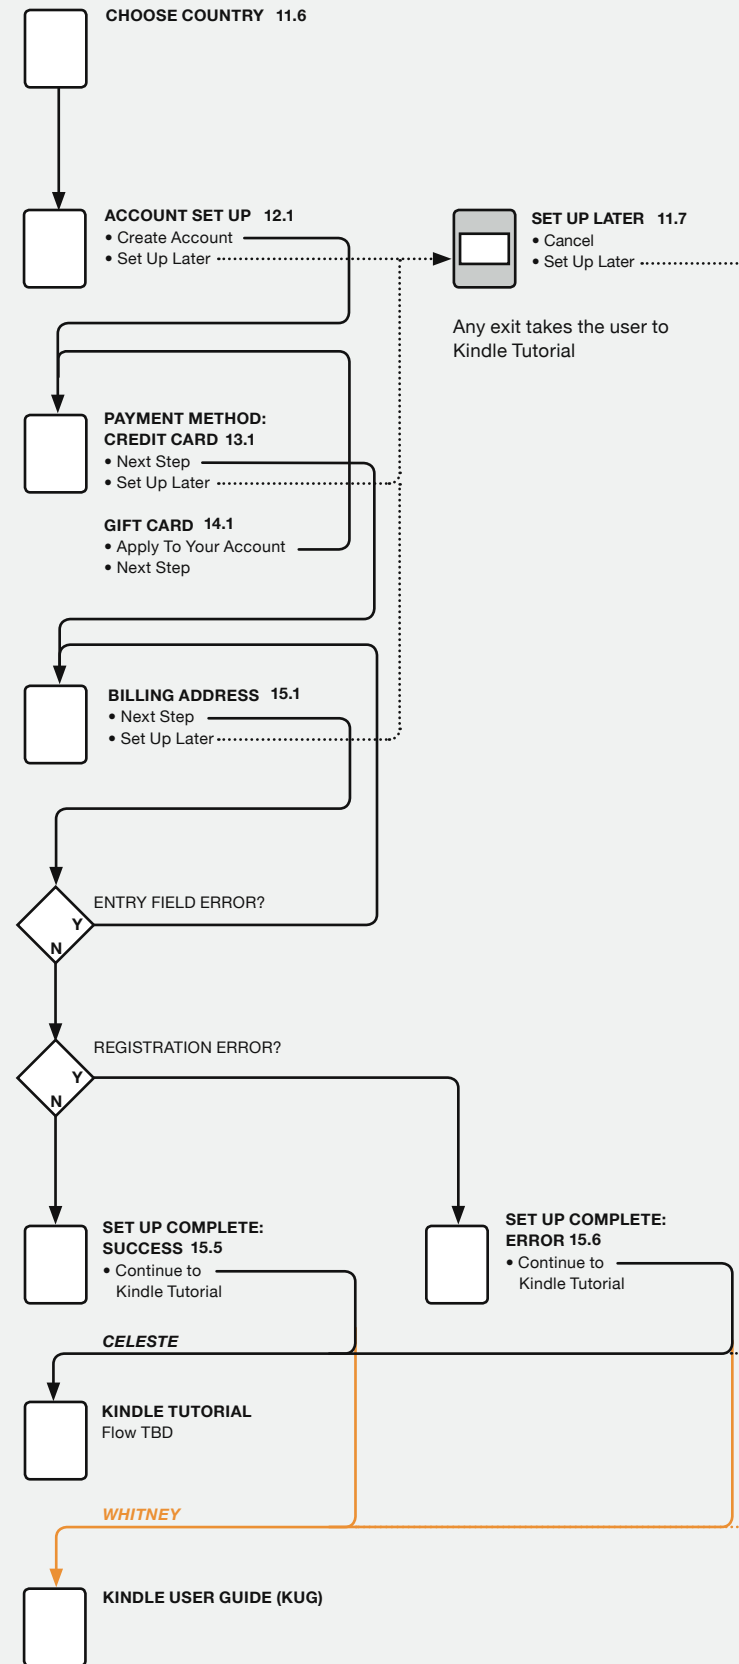 CHOOSE COUNTRY 11.6
ACCOUNT SET UP 12.1
• Create Account
• Set Up Later
SET UP LATER 11.7
• Cancel
• Set Up Later
Any exit takes the user to
Kindle Tutorial
PAYMENT METHOD:
CREDIT CARD 13.1
• Next Step
• Set Up Later
GIFT CARD 14.1
• Apply To Your Account
• Next Step
BILLING ADDRESS 15.1
• Next Step
• Set Up Later
ENTRY FIELD ERROR?
Y
N
REGISTRATION ERROR?
Y
N
SET UP COMPLETE:
SUCCESS 15.5
• Continue to
Kindle Tutorial
SET UP COMPLETE:
ERROR 15.6
• Continue to
Kindle Tutorial
CELESTE
KINDLE TUTORIAL
Flow TBD
WHITNEY
KINDLE USER GUIDE (KUG)